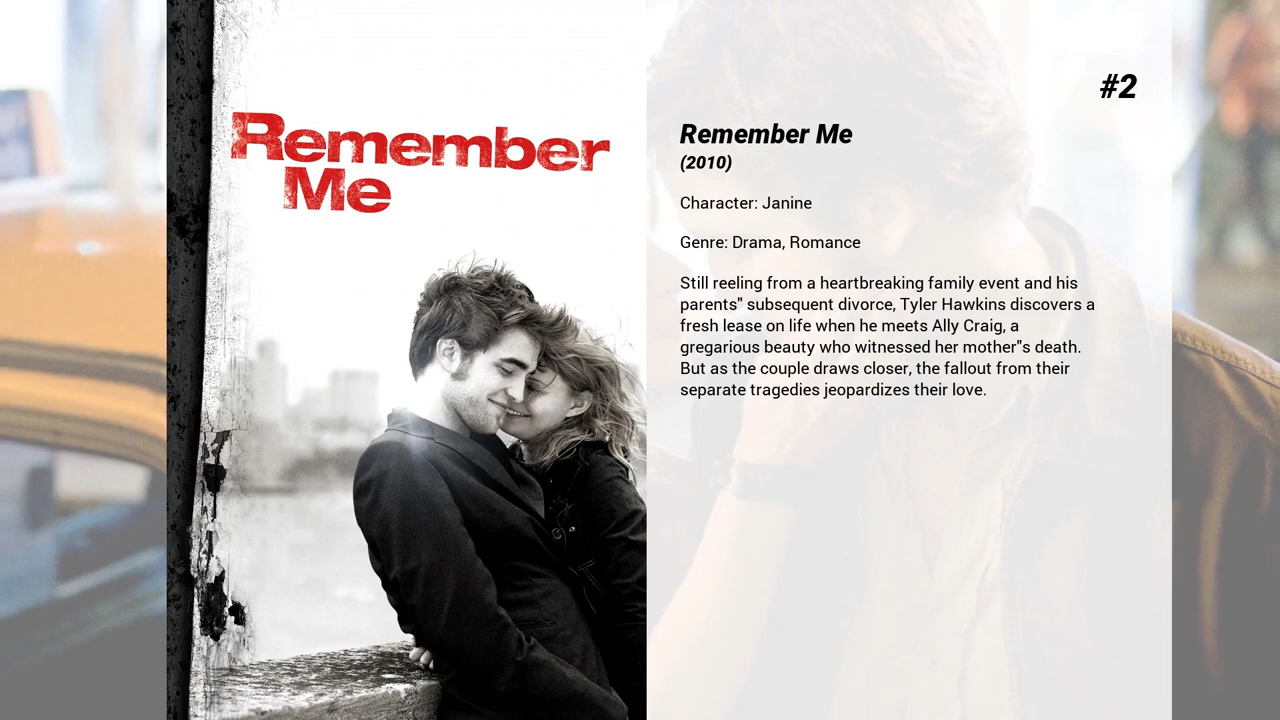 Remember
Me
#2
Remember Me
(2010)
Character: Janine
Genre: Drama, Romance
Still reeling from a heartbreaking family event and his
parents" subsequent divorce, Tyler Hawkins discovers a
fresh lease on life when he meets Ally Craig, a
gregarious beauty who witnessed her mother"s death.
But as the couple draws closer, the fallout from their
separate tragedies jeopardizes their love.